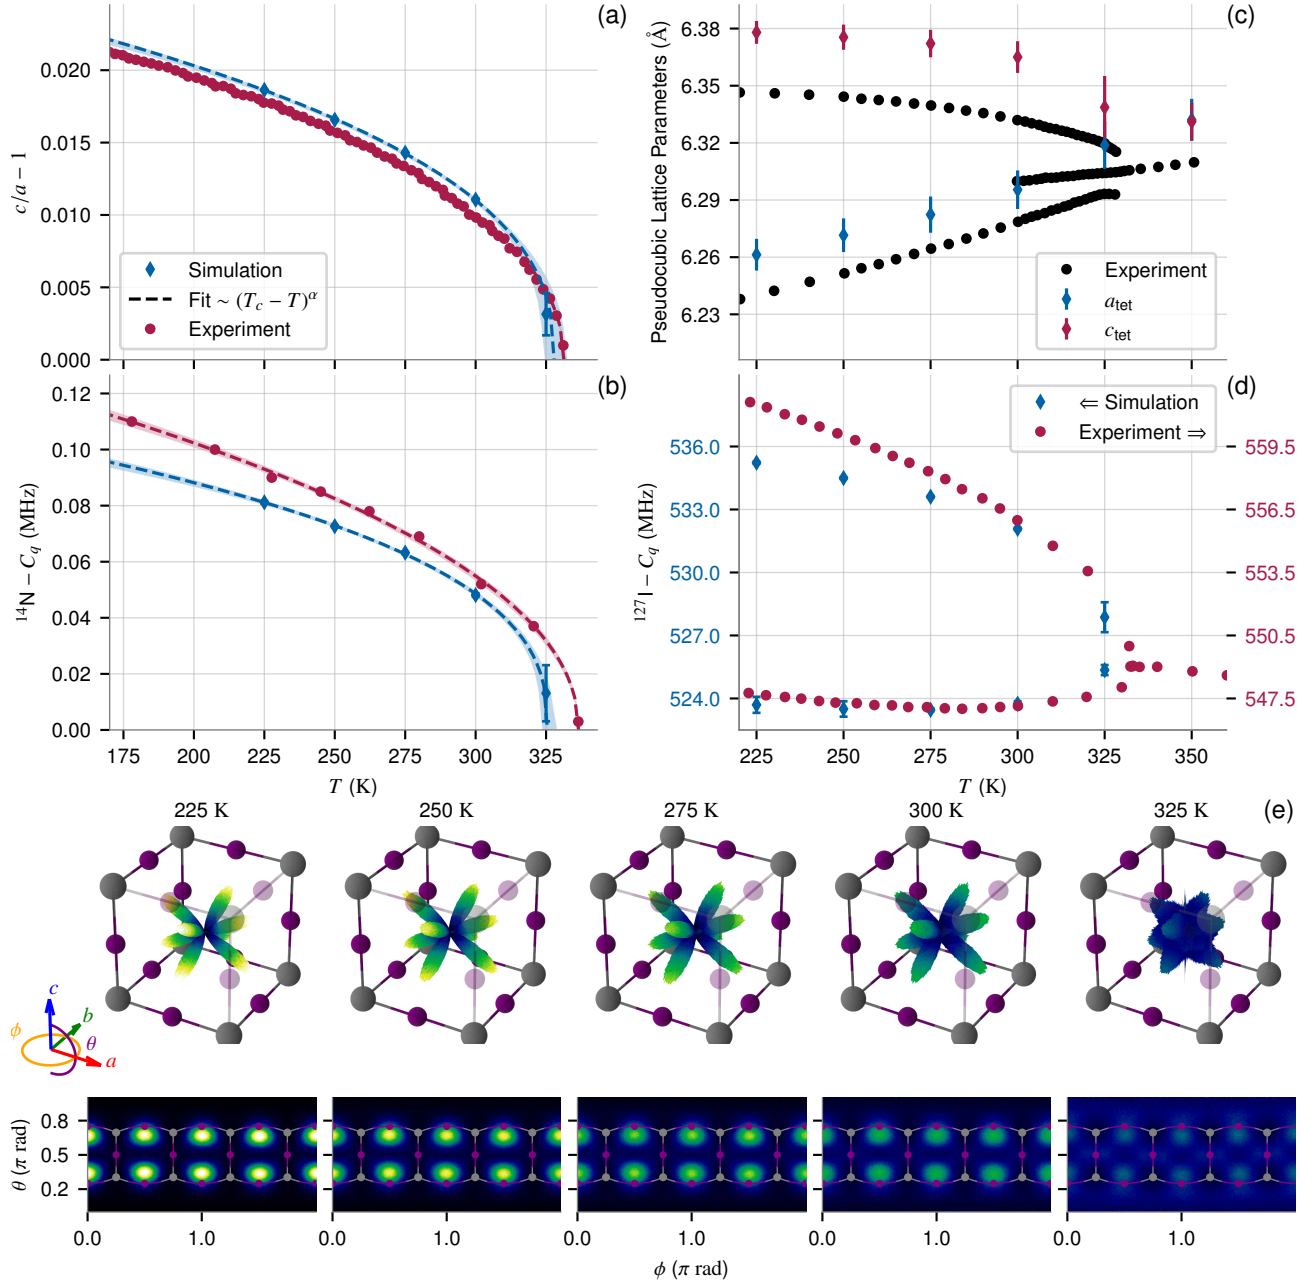 (a)
c/a − 1
0.020
0.015
0.010
0.005
0.000
Simulation
Fit ∼ (T_c − T)^α
Experiment
(c)
Pseudocubic Lattice Parameters (Å)
6.38
6.35
6.32
6.29
6.26
6.23
Experiment
a_tet
c_tet
(b)
¹⁴N − C_q (MHz)
0.12
0.10
0.08
0.06
0.04
0.02
0.00
175 200 225 250 275 300 325
T (K)
(d)
⇐ Simulation
Experiment ⇒
¹²⁷I − C_q (MHz)
536.0
533.0
530.0
527.0
524.0
559.5
556.5
553.5
550.5
547.5
225 250 275 300 325 350
T (K)
225 K 250 K 275 K 300 K 325 K (e)
c
b
ϕ
θ
a
θ (π rad)
0.8
0.5
0.2
0.0 1.0 0.0 1.0 0.0 1.0 0.0 1.0 0.0 1.0
ϕ (π rad)